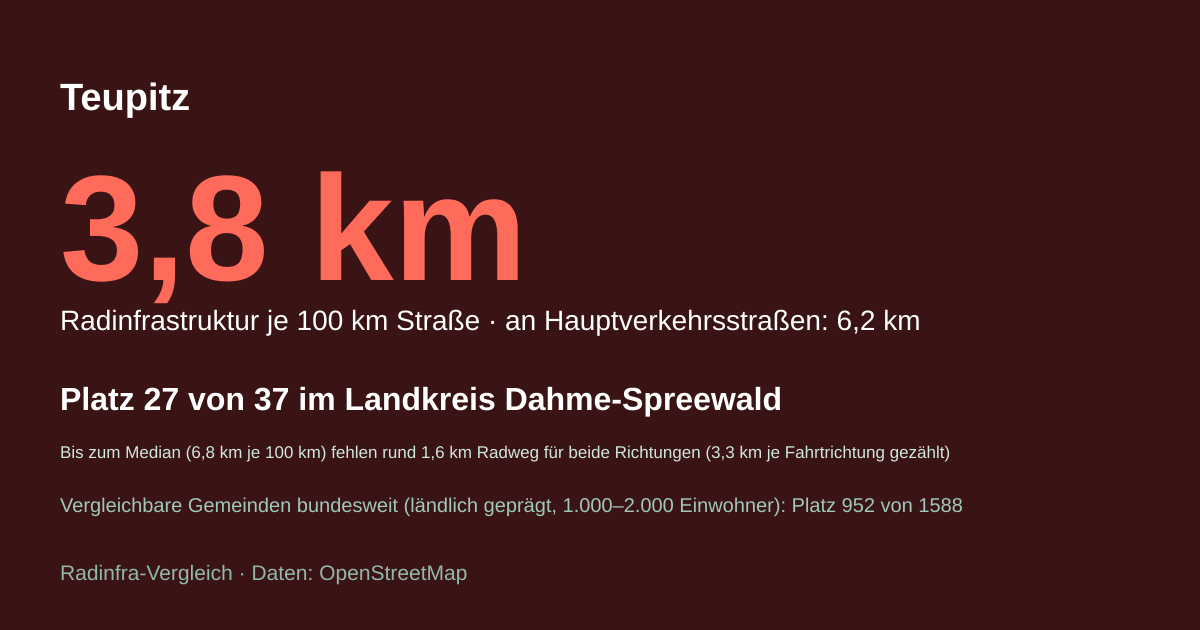 Teupitz
3,8 km
Radinfrastruktur je 100 km Straße · an Hauptverkehrsstraßen: 6,2 km
Platz 27 von 37 im Landkreis Dahme-Spreewald
Bis zum Median (6,8 km je 100 km) fehlen rund 1,6 km Radweg für beide Richtungen (3,3 km je Fahrtrichtung gezählt)
Vergleichbare Gemeinden bundesweit (ländlich geprägt, 1.000–2.000 Einwohner): Platz 952 von 1588
Radinfra-Vergleich · Daten: OpenStreetMap